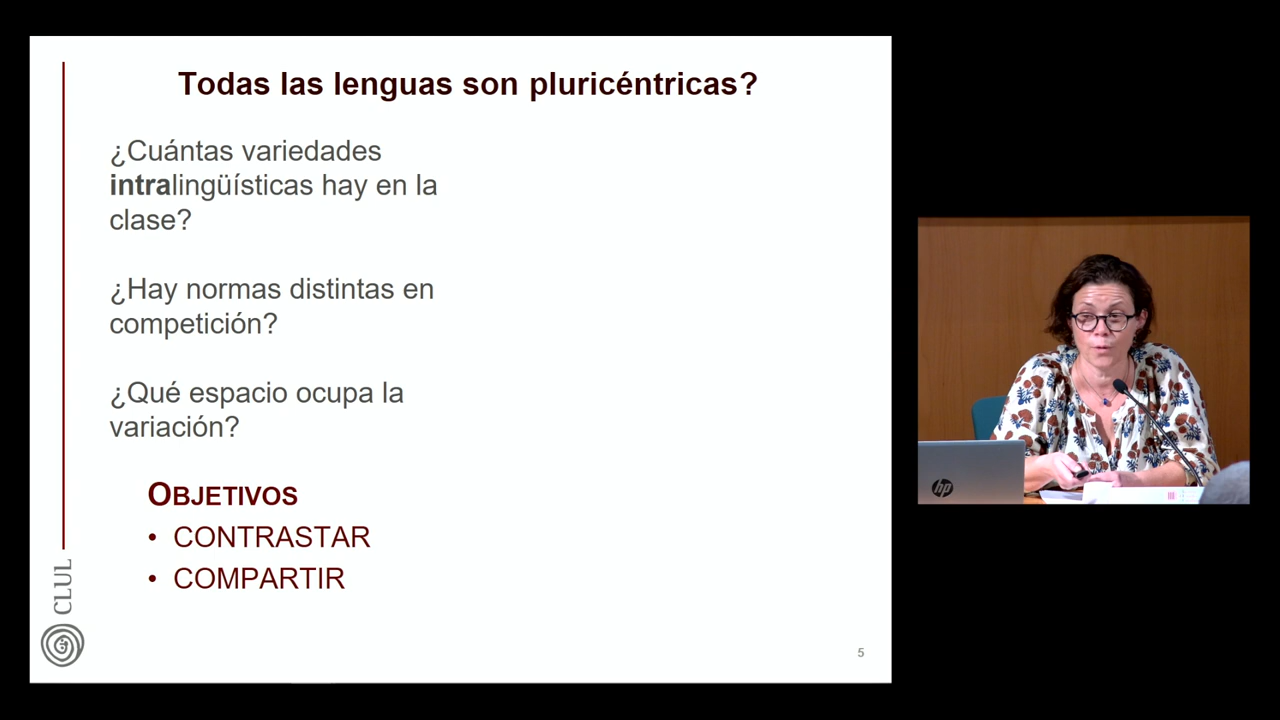 Todas las lenguas son pluricéntricas?
¿Cuántas variedades
intralingüísticas hay en la
clase?
¿Hay normas distintas en
competición?
¿Qué espacio ocupa la
variación?
OBJETIVOS
• CONTRASTAR
• COMPARTIR
CLUL
5
hp